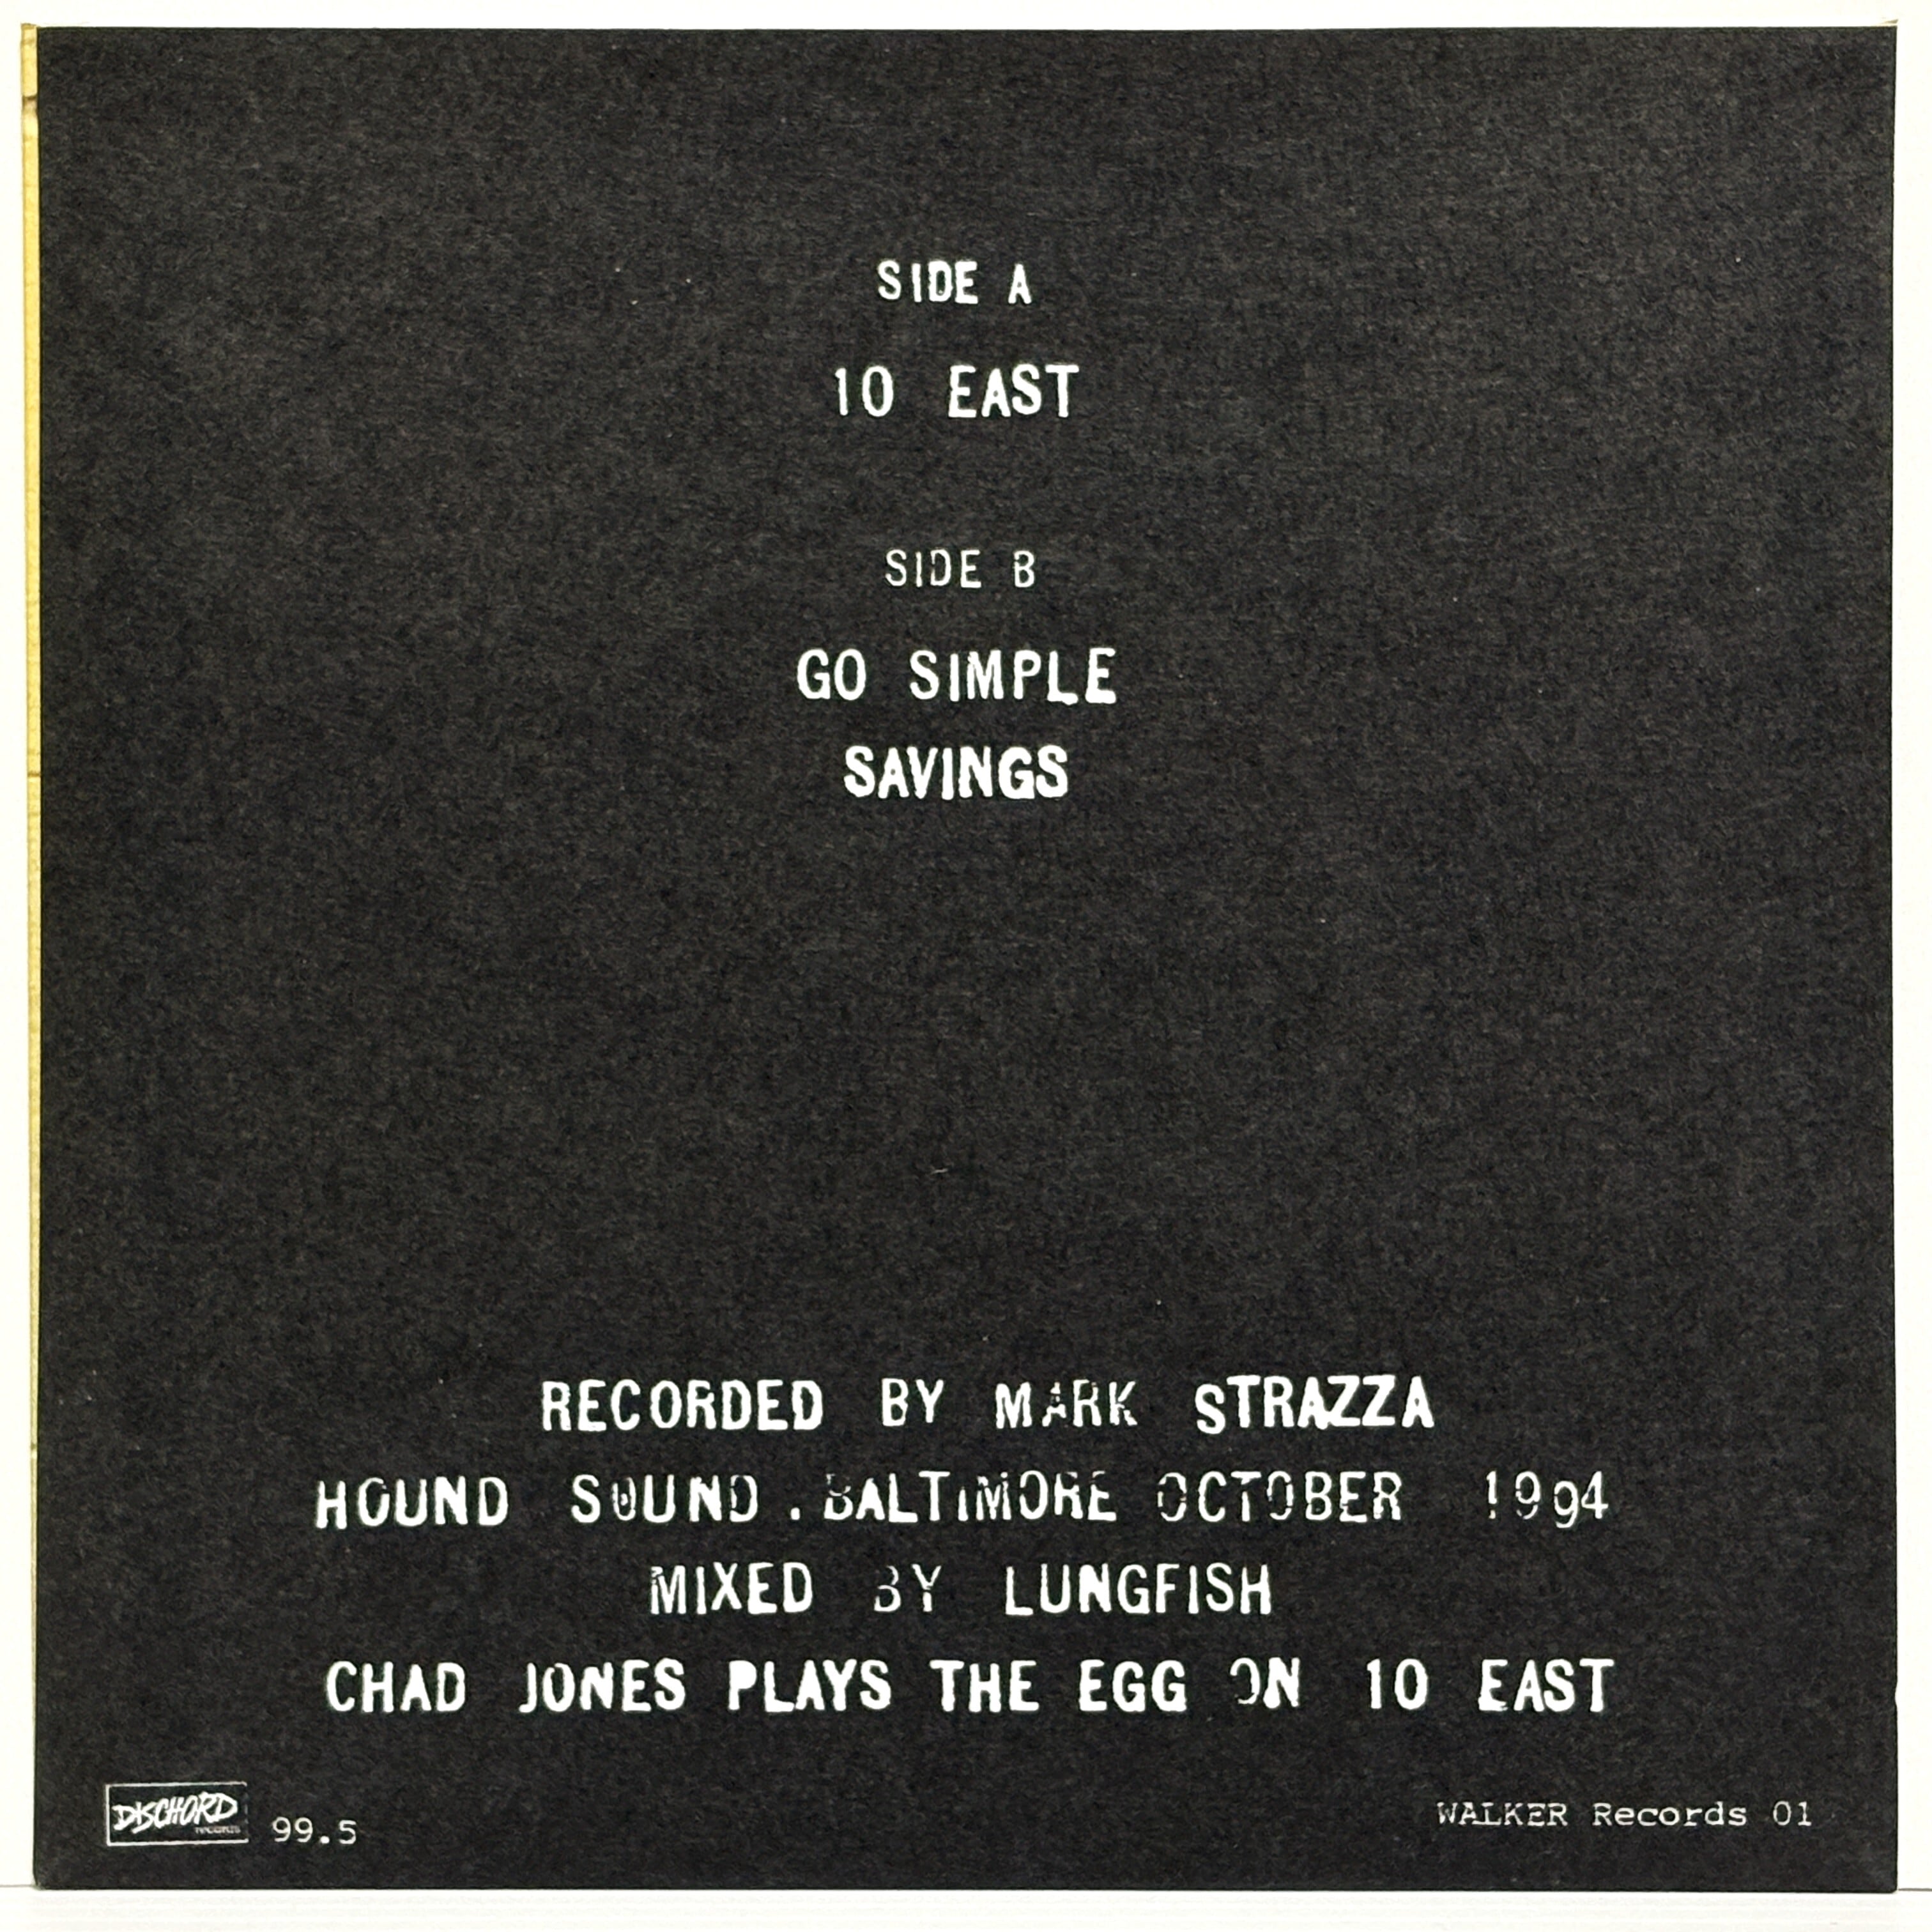 SIDE A
10 EAST
SIDE B
GO SIMPLE
SAVINGS
RECORDED BY MARK STRAZZA
HOUND SOUND . BALTIMORE OCTOBER 1994
MIXED BY LUNGFISH
CHAD JONES PLAYS THE EGG ON 10 EAST
DISCHORD
records
99.5
WALKER Records 01